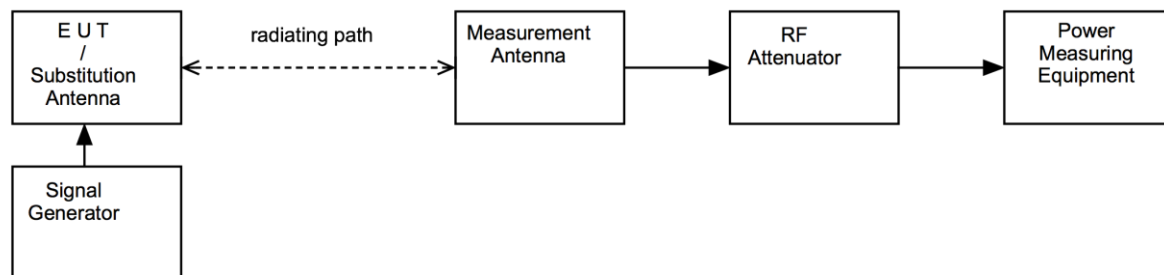 E U T
/
Substitution
Antenna
radiating path
Measurement
Antenna
RF
Attenuator
Power
Measuring
Equipment
Signal
Generator